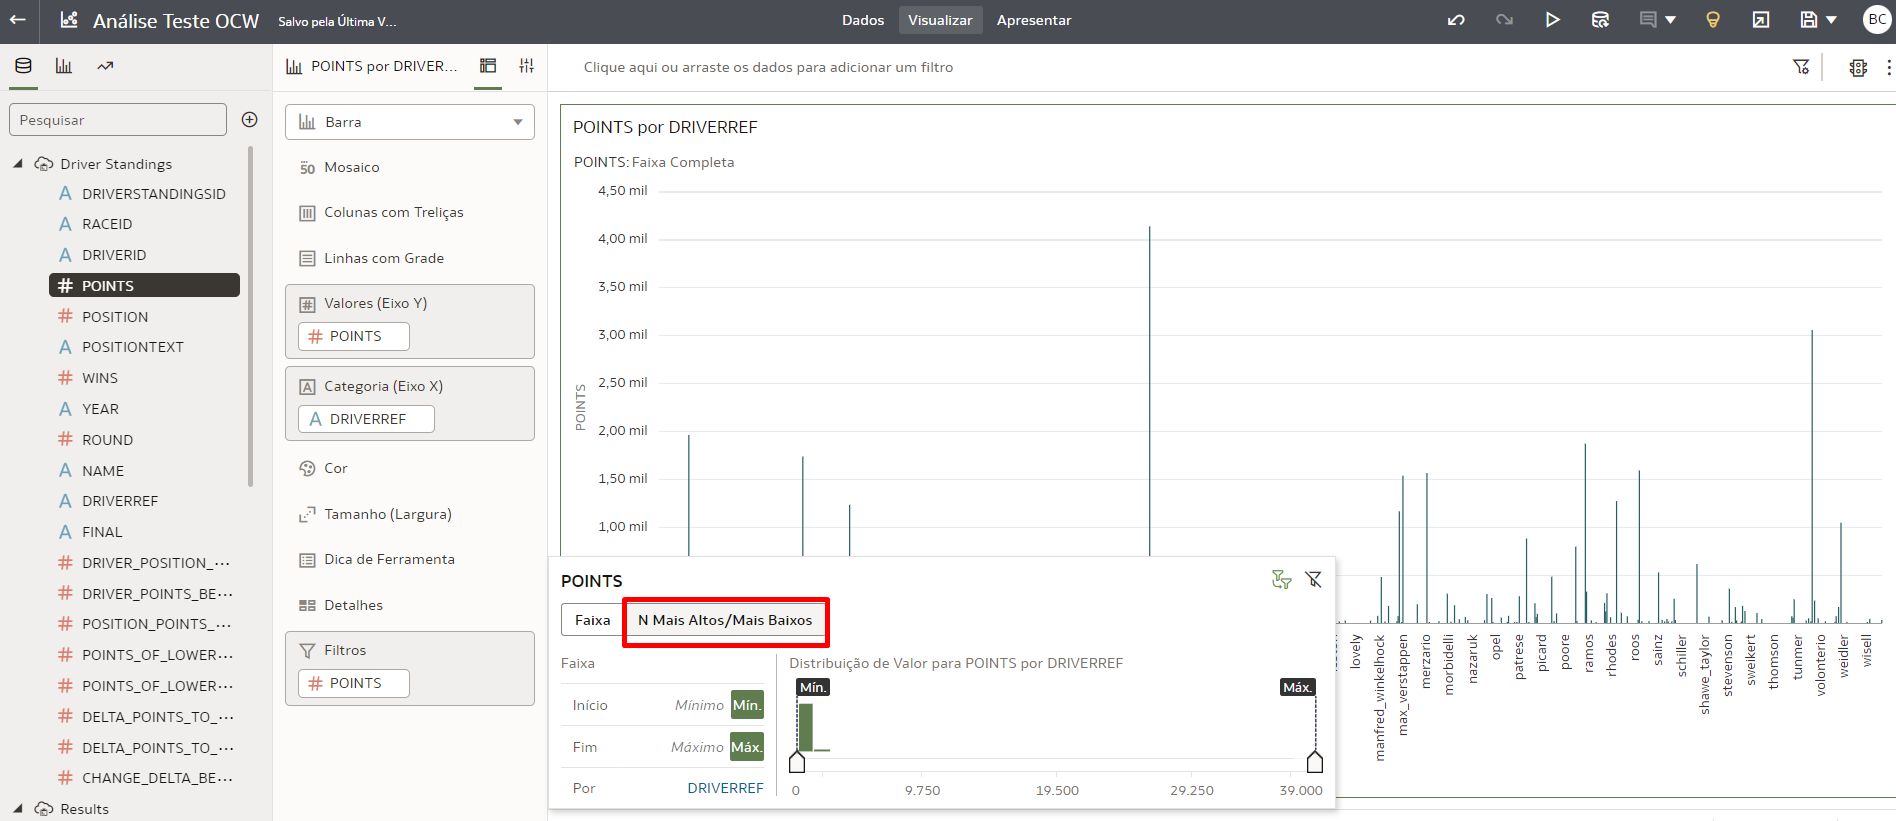 Análise Teste OCW
Salvo pela Última V...
Dados
Visualizar
Apresentar
BC
Pesquisar
Driver Standings
DRIVERSTANDINGSID
RACEID
DRIVERID
POINTS
POSITION
POSITIONTEXT
WINS
YEAR
ROUND
NAME
DRIVERREF
FINAL
DRIVER_POSITION_...
DRIVER_POINTS_BE...
POSITION_POINTS_...
POINTS_OF_LOWER...
POINTS_OF_LOWER...
DELTA_POINTS_TO_...
DELTA_POINTS_TO_...
CHANGE_DELTA_BE...
Results
POINTS por DRIVER...
Barra
Mosaico
Colunas com Treliças
Linhas com Grade
Valores (Eixo Y)
POINTS
Categoria (Eixo X)
DRIVERREF
Cor
Tamanho (Largura)
Dica de Ferramenta
Detalhes
Filtros
POINTS
Clique aqui ou arraste os dados para adicionar um filtro
POINTS por DRIVERREF
POINTS: Faixa Completa
4,50 mil
4,00 mil
3,50 mil
3,00 mil
2,50 mil
2,00 mil
1,50 mil
1,00 mil
POINTS
lovely
manfred_winkelhock
max_verstappen
merzario
morbidelli
nazaruk
opel
patrese
picard
poore
ramos
rhodes
roos
sainz
schiller
shawe_taylor
stevenson
sweikert
thomson
tunmer
volonterio
weidler
wisell
POINTS
Faixa
N Mais Altos/Mais Baixos
Faixa
Início
Mínimo
Mín.
Fim
Máximo
Máx.
Por
DRIVERREF
Distribuição de Valor para POINTS por DRIVERREF
Mín.
Máx.
0
9.750
19.500
29.250
39.000